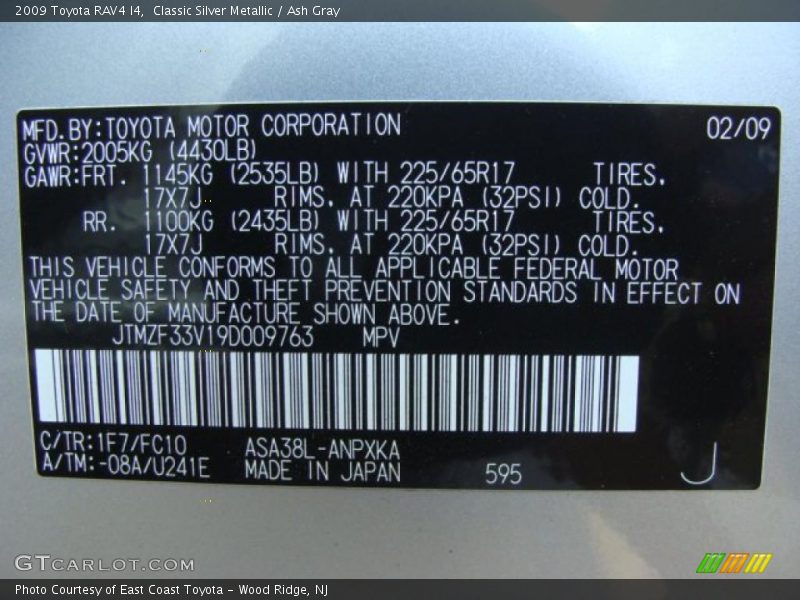 2009 Toyota RAV4 I4,  Classic Silver Metallic / Ash Gray
MFD.BY:TOYOTA MOTOR CORPORATION 02/09
GVWR:2005KG (4430LB)
GAWR:FRT. 1145KG (2535LB) WITH 225/65R17 TIRES.
17X7J RIMS. AT 220KPA (32PSI) COLD.
RR. 1100KG (2435LB) WITH 225/65R17 TIRES.
17X7J RIMS. AT 220KPA (32PSI) COLD.
THIS VEHICLE CONFORMS TO ALL APPLICABLE FEDERAL MOTOR
VEHICLE SAFETY AND THEFT PREVENTION STANDARDS IN EFFECT ON
THE DATE OF MANUFACTURE SHOWN ABOVE.
JTMZF33V19D009763 MPV
C/TR:1F7/FC10 ASA38L-ANPXKA
A/TM:-08A/U241E MADE IN JAPAN 595 J
GTCARLOT.COM
Photo Courtesy of East Coast Toyota - Wood Ridge, NJ